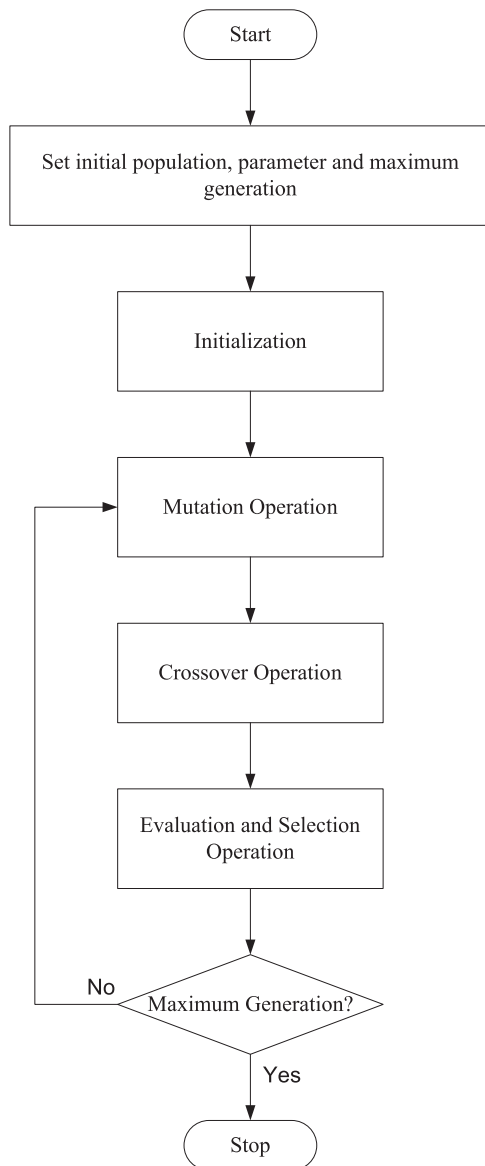 Start
Set initial population, parameter and maximum
generation
Initialization
Mutation Operation
Crossover Operation
Evaluation and Selection
Operation
No
Maximum Generation?
Yes
Stop